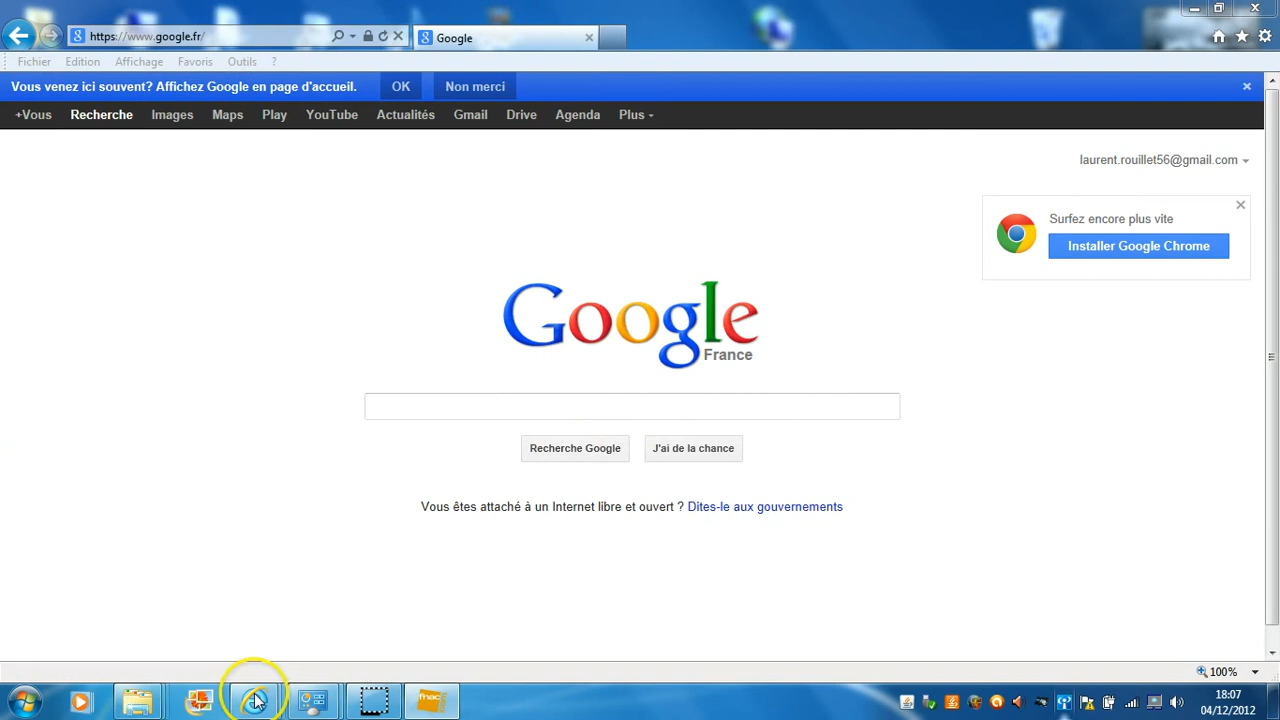 https://www.google.fr/
Google
Fichier Edition Affichage Favoris Outils ?
Vous venez ici souvent? Affichez Google en page d'accueil. OK Non merci
+Vous Recherche Images Maps Play YouTube Actualités Gmail Drive Agenda Plus
laurent.rouillet56@gmail.com
Surfez encore plus vite
Installer Google Chrome
Google
France
Recherche Google J'ai de la chance
Vous êtes attaché à un Internet libre et ouvert ? Dites-le aux gouvernements
100%
fnac
18:07
04/12/2012